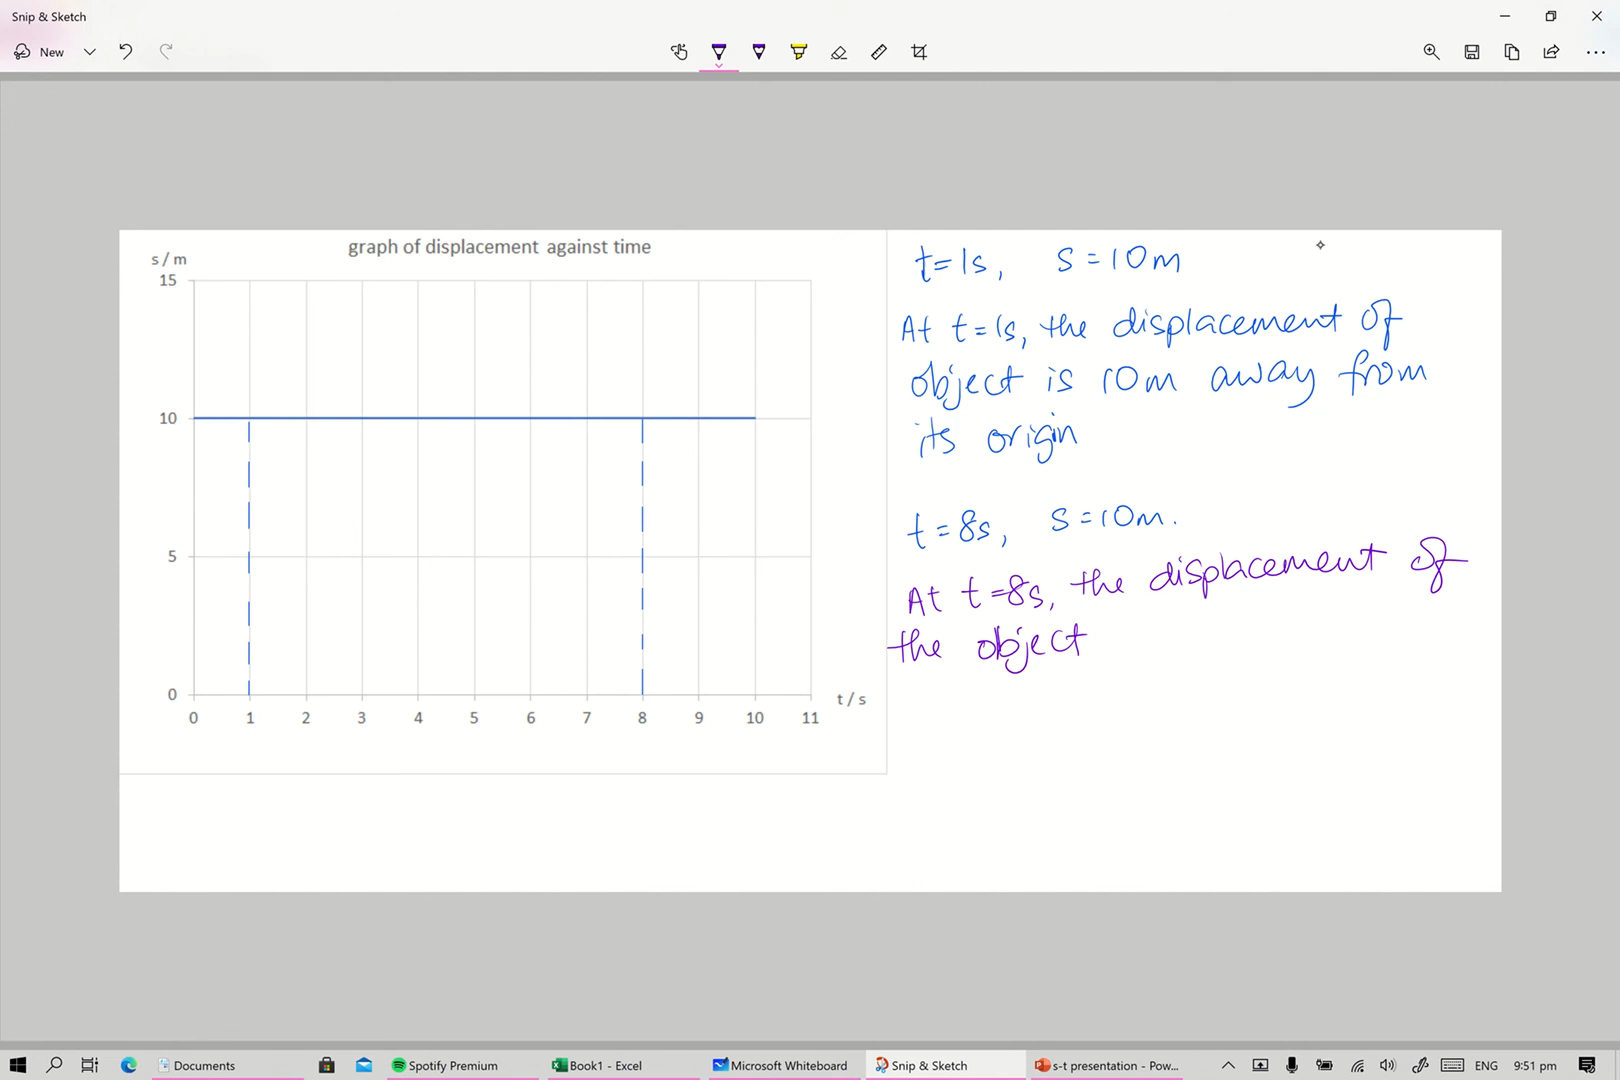 Snip & Sketch
New
graph of displacement against time
s / m
15
10
5
0
0 1 2 3 4 5 6 7 8 9 10 11
t / s
t=1s, s=10m
At t=1s, the displacement of
object is 10m away from
its origin
t=8s, s=10m.
At t=8s, the displacement of
the object
Documents
Spotify Premium
Book1 - Excel
Microsoft Whiteboard
Snip & Sketch
s-t presentation - Pow...
ENG
9:51 pm